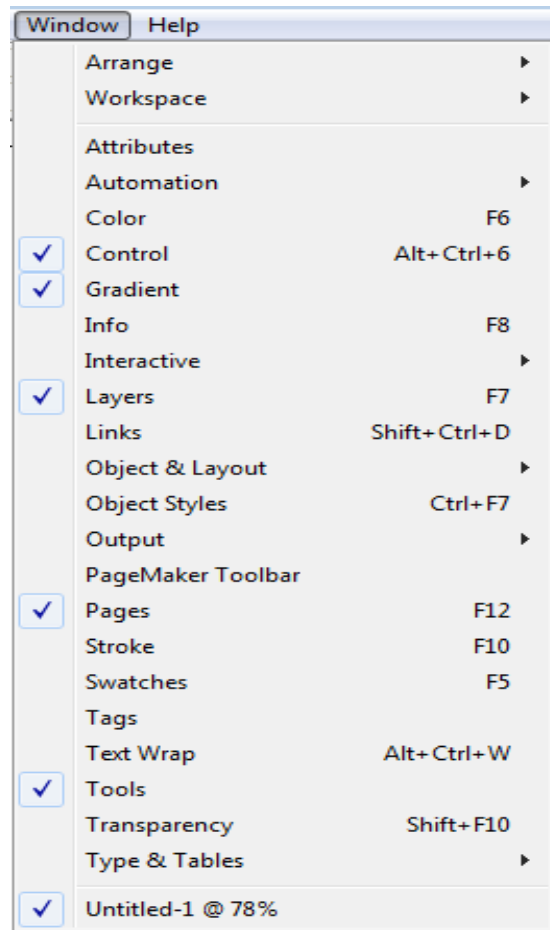 Window Help
Arrange
Workspace
Attributes
Automation
Color F6
Control Alt+Ctrl+6
Gradient
Info F8
Interactive
Layers F7
Links Shift+Ctrl+D
Object & Layout
Object Styles Ctrl+F7
Output
PageMaker Toolbar
Pages F12
Stroke F10
Swatches F5
Tags
Text Wrap Alt+Ctrl+W
Tools
Transparency Shift+F10
Type & Tables
Untitled-1 @ 78%